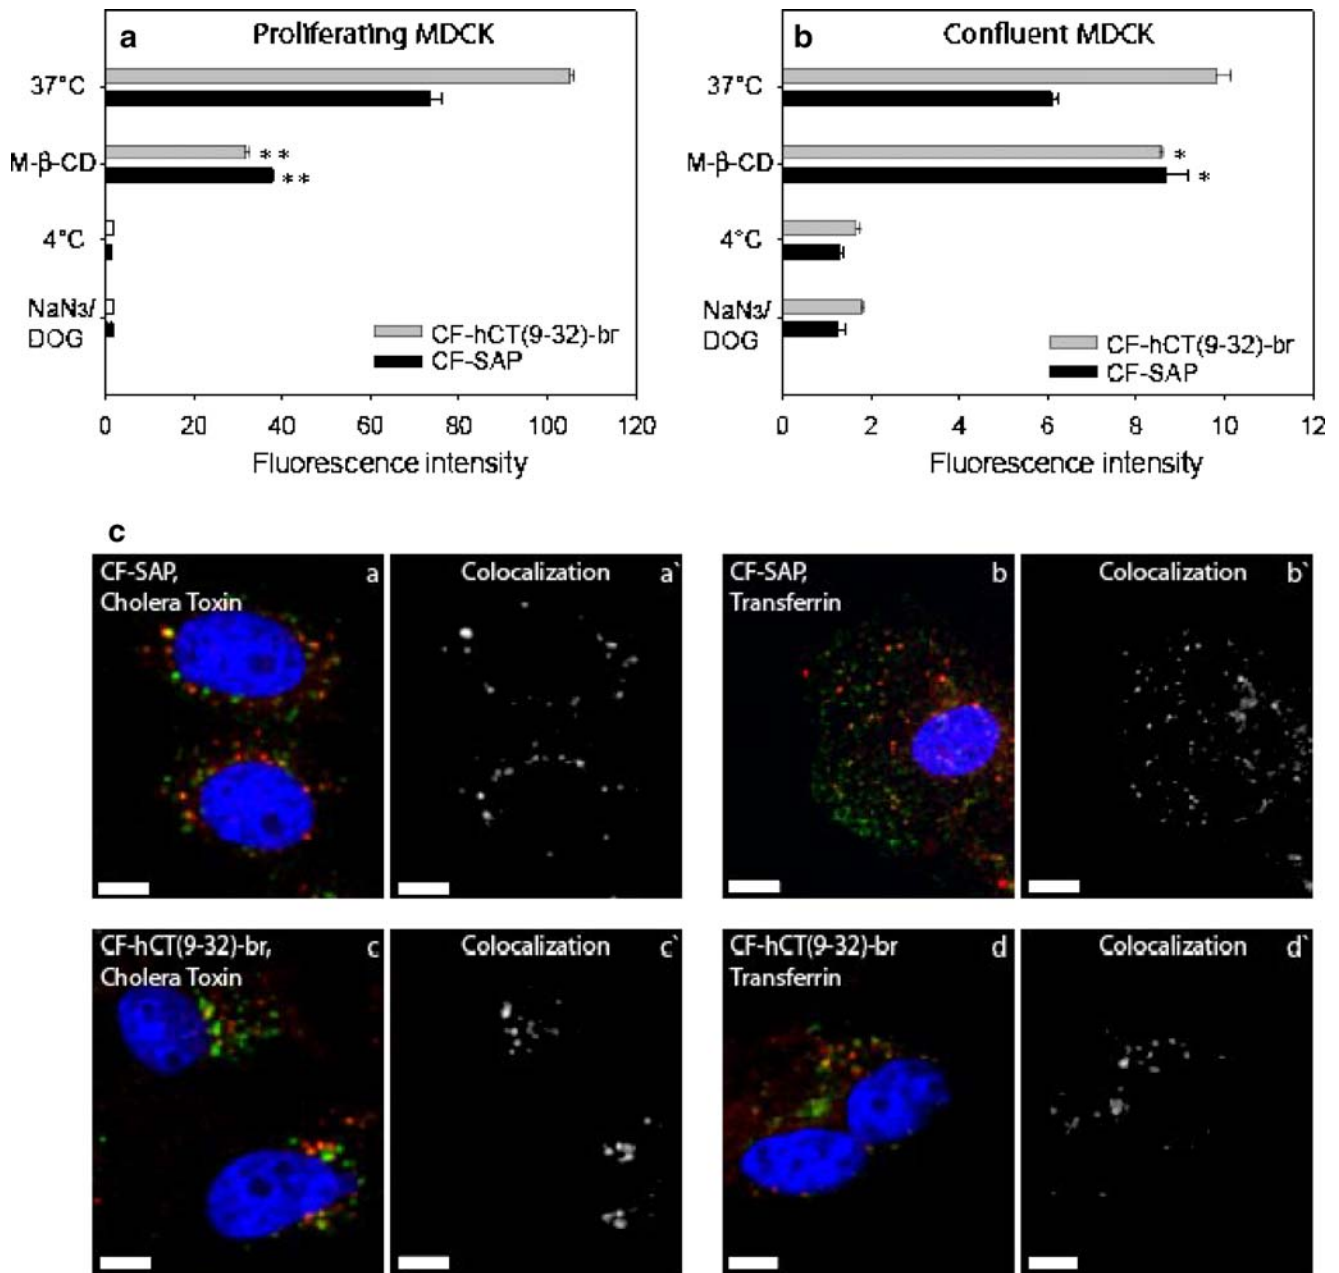 a Proliferating MDCK
37°C
M-β-CD
* *
* *
4°C
NaN3/
DOG
CF-hCT(9-32)-br
CF-SAP
0 20 40 60 80 100 120
Fluorescence intensity
b Confluent MDCK
37°C
M-β-CD
*
*
4°C
NaN3/
DOG
CF-hCT(9-32)-br
CF-SAP
0 2 4 6 8 10 12
Fluorescence intensity
c
CF-SAP, a
Cholera Toxin
Colocalization a`
CF-SAP, b
Transferrin
Colocalization b`
CF-hCT(9-32)-br, c
Cholera Toxin
Colocalization c`
CF-hCT(9-32)-br d
Transferrin
Colocalization d`